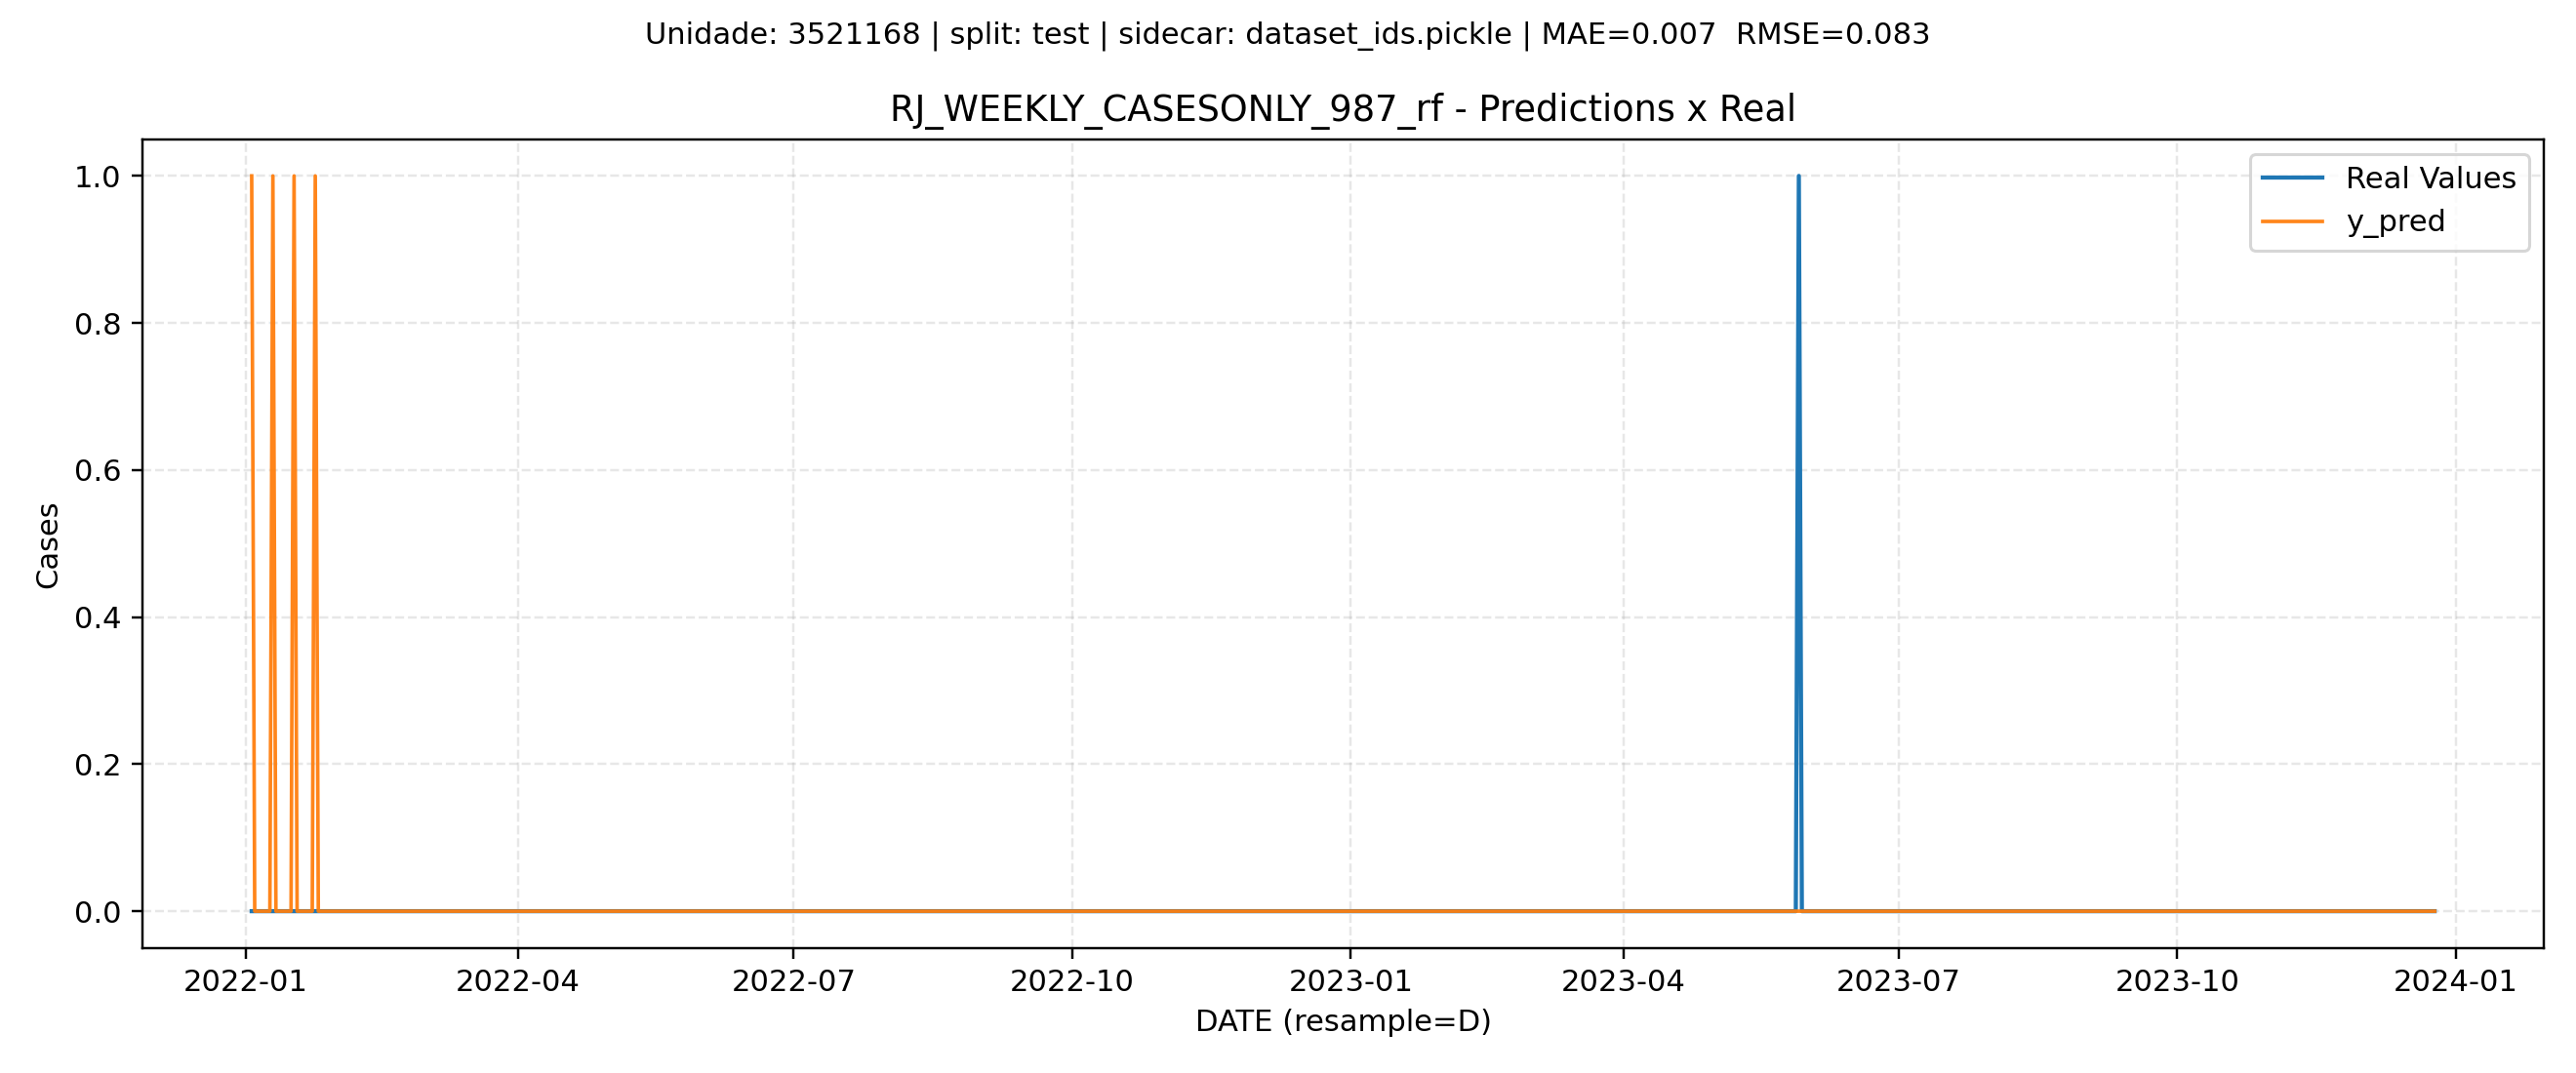 Unidade: 3521168 | split: test | sidecar: dataset_ids.pickle | MAE=0.007  RMSE=0.083
RJ_WEEKLY_CASESONLY_987_rf - Predictions x Real
Real Values
y_pred
Cases
1.0
0.8
0.6
0.4
0.2
0.0
2022-01 2022-04 2022-07 2022-10 2023-01 2023-04 2023-07 2023-10 2024-01
DATE (resample=D)